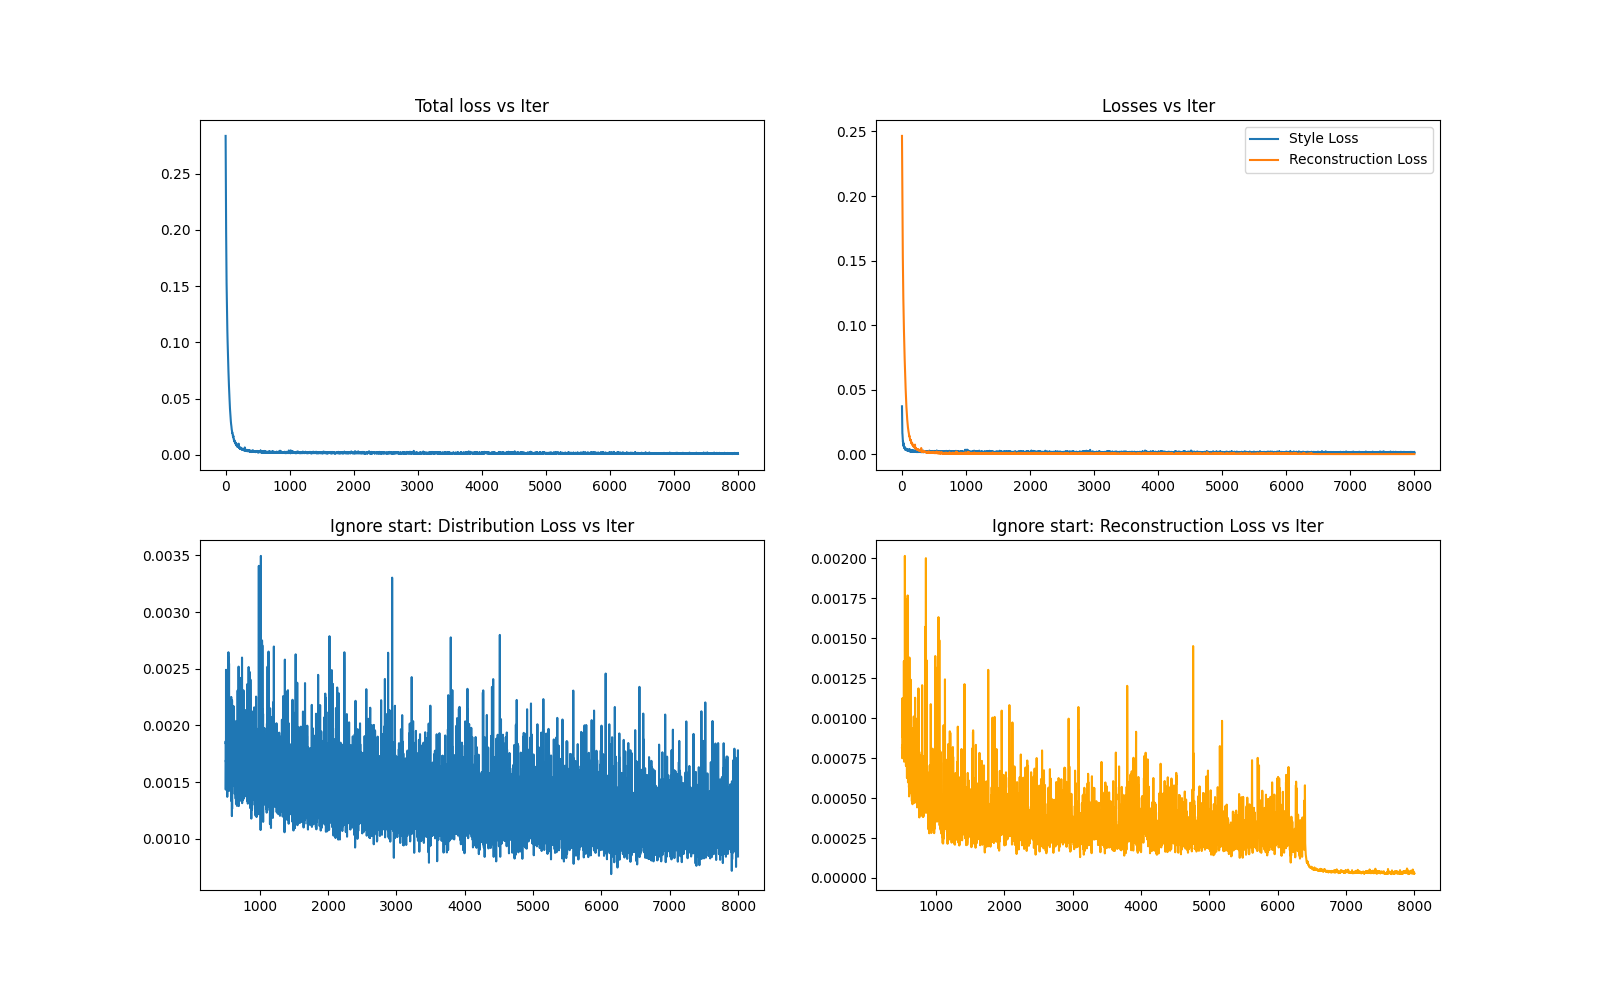 Total loss vs Iter
0.25
0.20
0.15
0.10
0.05
0.00
0 1000 2000 3000 4000 5000 6000 7000 8000
Losses vs Iter
Style Loss
Reconstruction Loss
0.25
0.20
0.15
0.10
0.05
0.00
0 1000 2000 3000 4000 5000 6000 7000 8000
Ignore start: Distribution Loss vs Iter
0.0035
0.0030
0.0025
0.0020
0.0015
0.0010
1000 2000 3000 4000 5000 6000 7000 8000
Ignore start: Reconstruction Loss vs Iter
0.00200
0.00175
0.00150
0.00125
0.00100
0.00075
0.00050
0.00025
0.00000
1000 2000 3000 4000 5000 6000 7000 8000